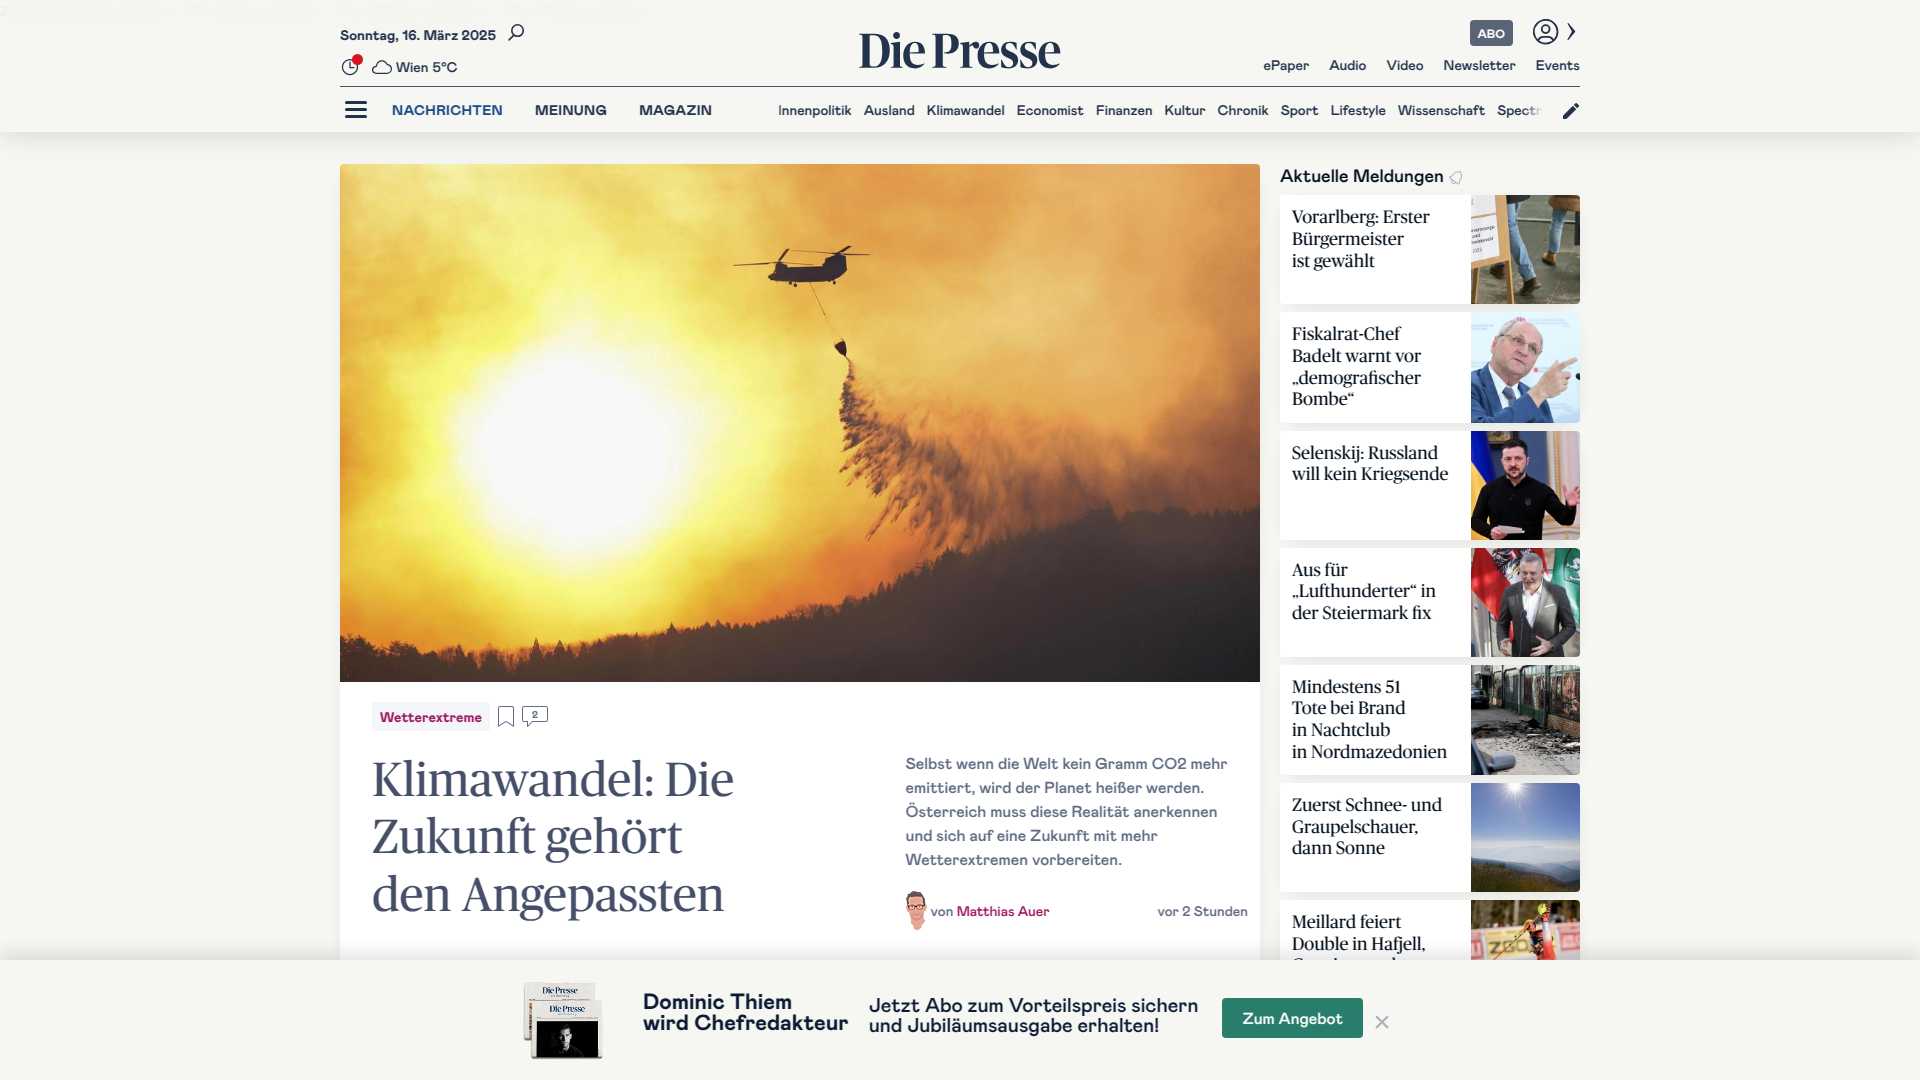 Sonntag, 16. März 2025
Wien 5°C
Die Presse
ABO
ePaper Audio Video Newsletter Events
NACHRICHTEN MEINUNG MAGAZIN
Innenpolitik Ausland Klimawandel Economist Finanzen Kultur Chronik Sport Lifestyle Wissenschaft
Wetterextreme
2
Klimawandel: Die
Zukunft gehört
den Angepassten
Selbst wenn die Welt kein Gramm CO2 mehr
emittiert, wird der Planet heißer werden.
Österreich muss diese Realität anerkennen
und sich auf eine Zukunft mit mehr
Wetterextremen vorbereiten.
von Matthias Auer
vor 2 Stunden
Aktuelle Meldungen
Vorarlberg: Erster
Bürgermeister
ist gewählt
Fiskalrat-Chef
Badelt warnt vor
„demografischer
Bombe“
Selenskij: Russland
will kein Kriegsende
Aus für
„Lufthunderter“ in
der Steiermark fix
Mindestens 51
Tote bei Brand
in Nachtclub
in Nordmazedonien
Zuerst Schnee- und
Graupelschauer,
dann Sonne
Meillard feiert
Double in Hafjell,
Die Presse
Die Presse
Dominic Thiem
wird Chefredakteur
Jetzt Abo zum Vorteilspreis sichern
und Jubiläumsausgabe erhalten!
Zum Angebot